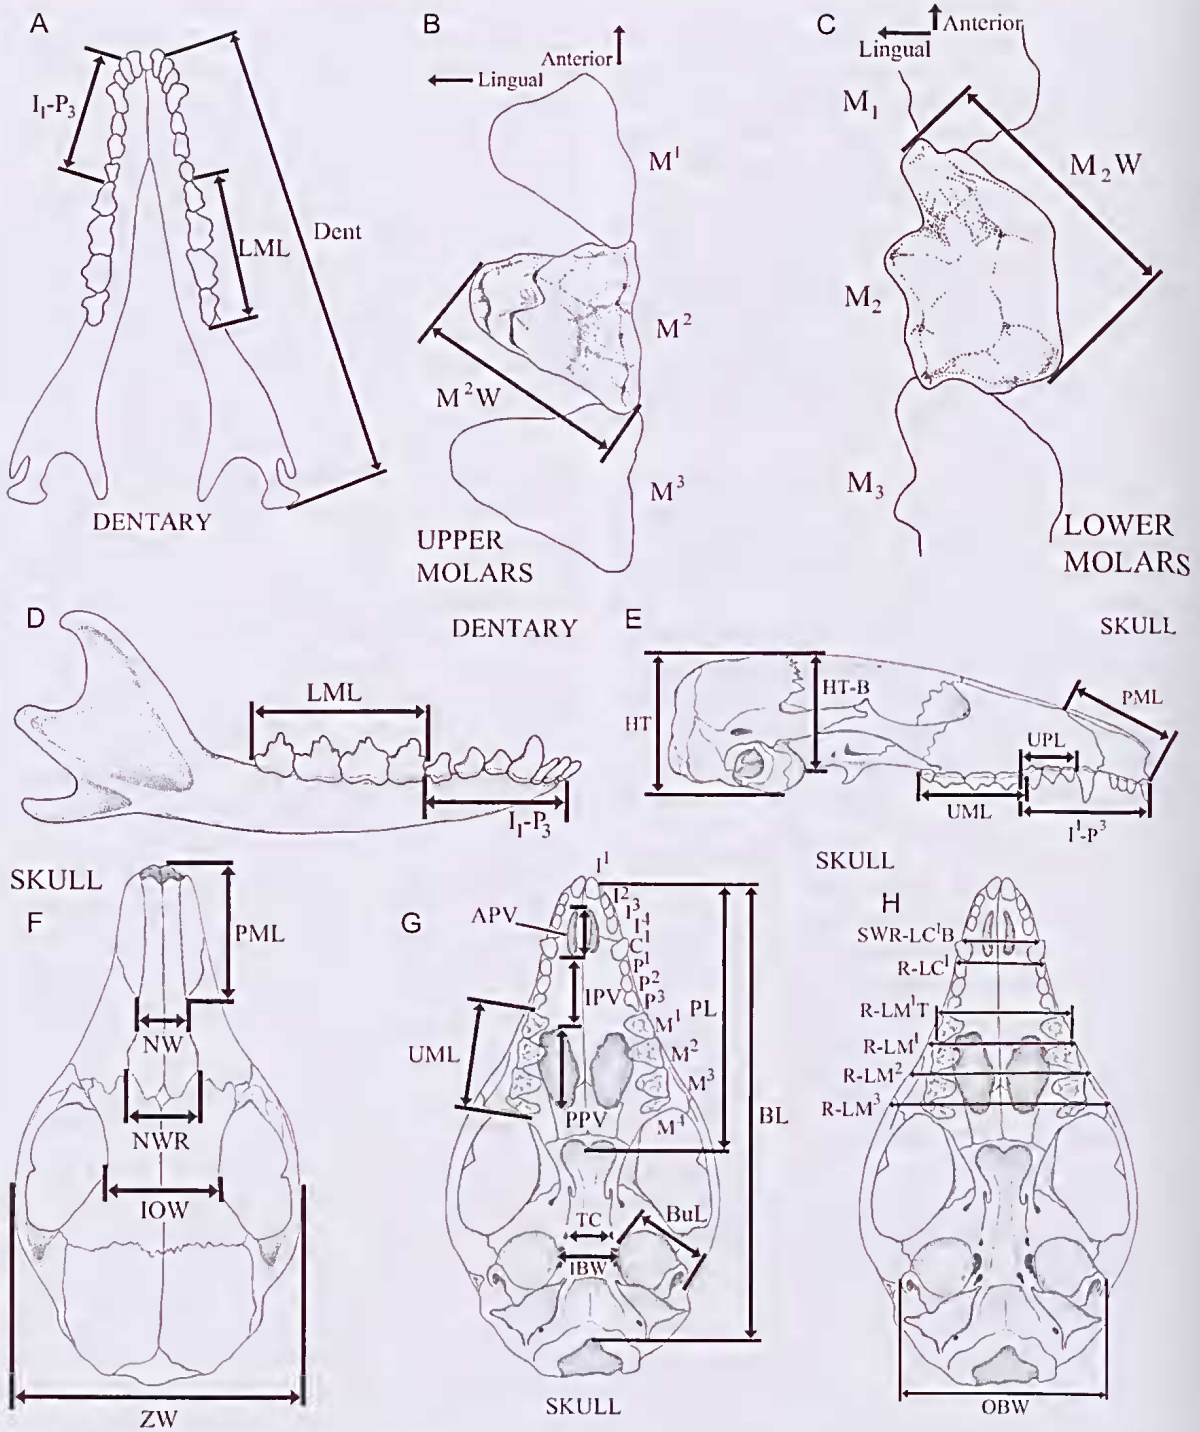 A
I₁-P₃
LML
Dent
DENTARY
B
Anterior
Lingual
M¹
M²
M²W
M³
UPPER
MOLARS
C
Anterior
Lingual
M₁
M₂W
M₂
M₃
LOWER
MOLARS
D
DENTARY
LML
I₁-P₃
E
SKULL
HT
HT-B
PML
UPL
UML
I¹-P³
SKULL
F
PML
NW
NWR
IOW
ZW
G
I¹
I²
I³
I⁴
C¹
P¹
P²
P³
M¹
M²
M³
M⁴
APV
IPV
UML
PPV
PL
BL
TC
IBW
BuL
SKULL
SKULL
H
SWR-LC¹B
R-LC¹
R-LM¹T
R-LM¹
R-LM²
R-LM³
OBW